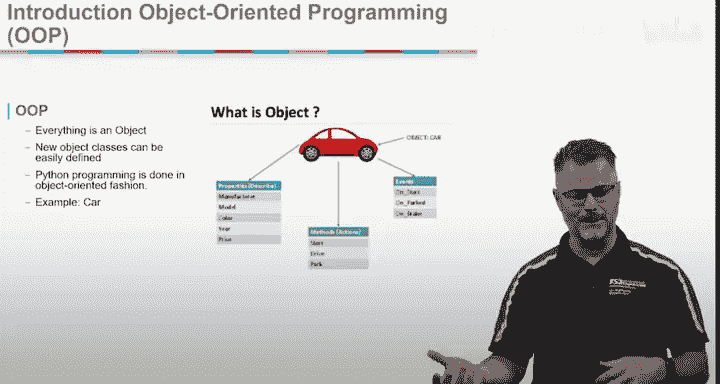 Introduction Object-Oriented Programming
(OOP)
OOP
– Everything is an Object
– New object classes can be
easily defined
– Python programming is done in
object-oriented fashion.
– Example: Car
What is Object ?
OBJECT: CAR
Properties (Describe)
Manufacturer
Model
Color
Year
Price
Methods (Actions)
Start
Drive
Park
Events
On_Start
On_Parked
On_Brake